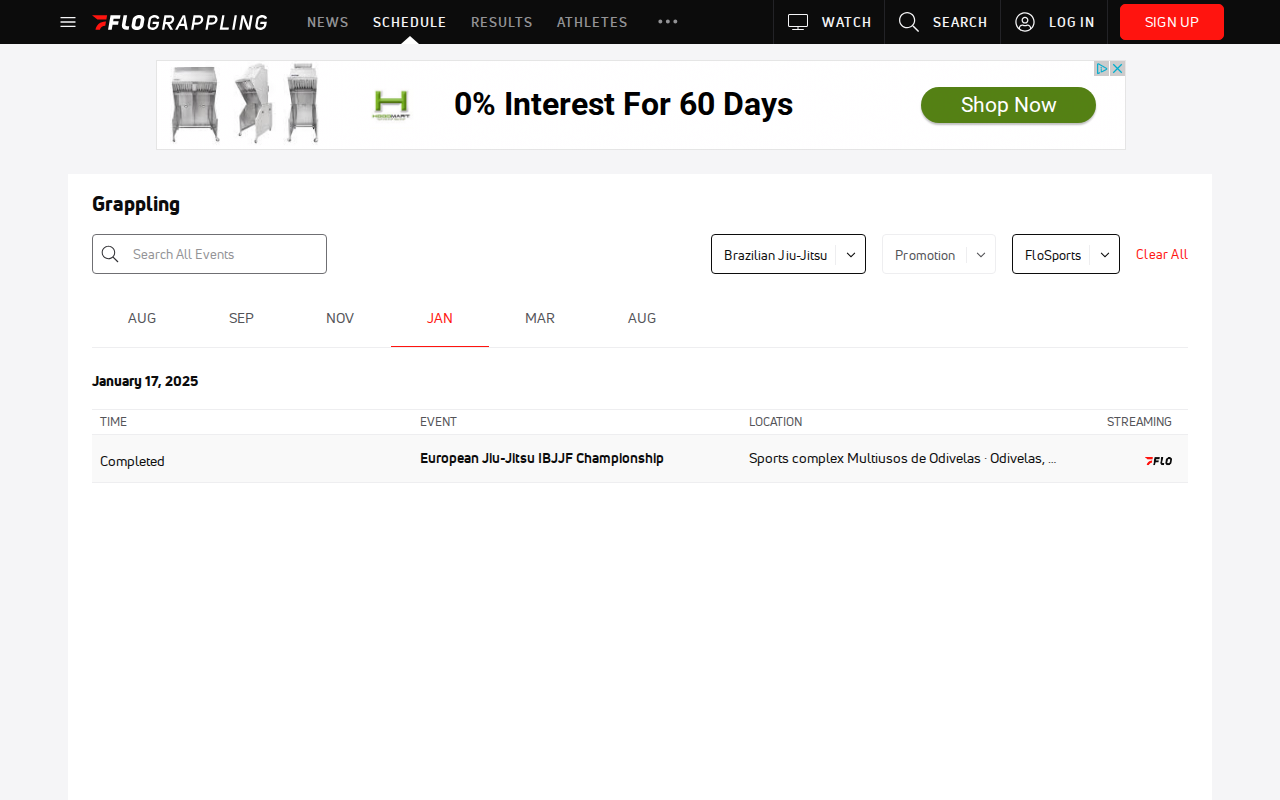 FLOGRAPPLING NEWS SCHEDULE RESULTS ATHLETES WATCH SEARCH LOG IN SIGN UP
0% Interest For 60 Days
Shop Now
Grappling
Search All Events
Brazilian Jiu-Jitsu
Promotion
FloSports
Clear All
AUG SEP NOV JAN MAR AUG
January 17, 2025
TIME EVENT LOCATION STREAMING
Completed European Jiu-Jitsu IBJJF Championship Sports complex Multiusos de Odivelas · Odivelas, ... FLO